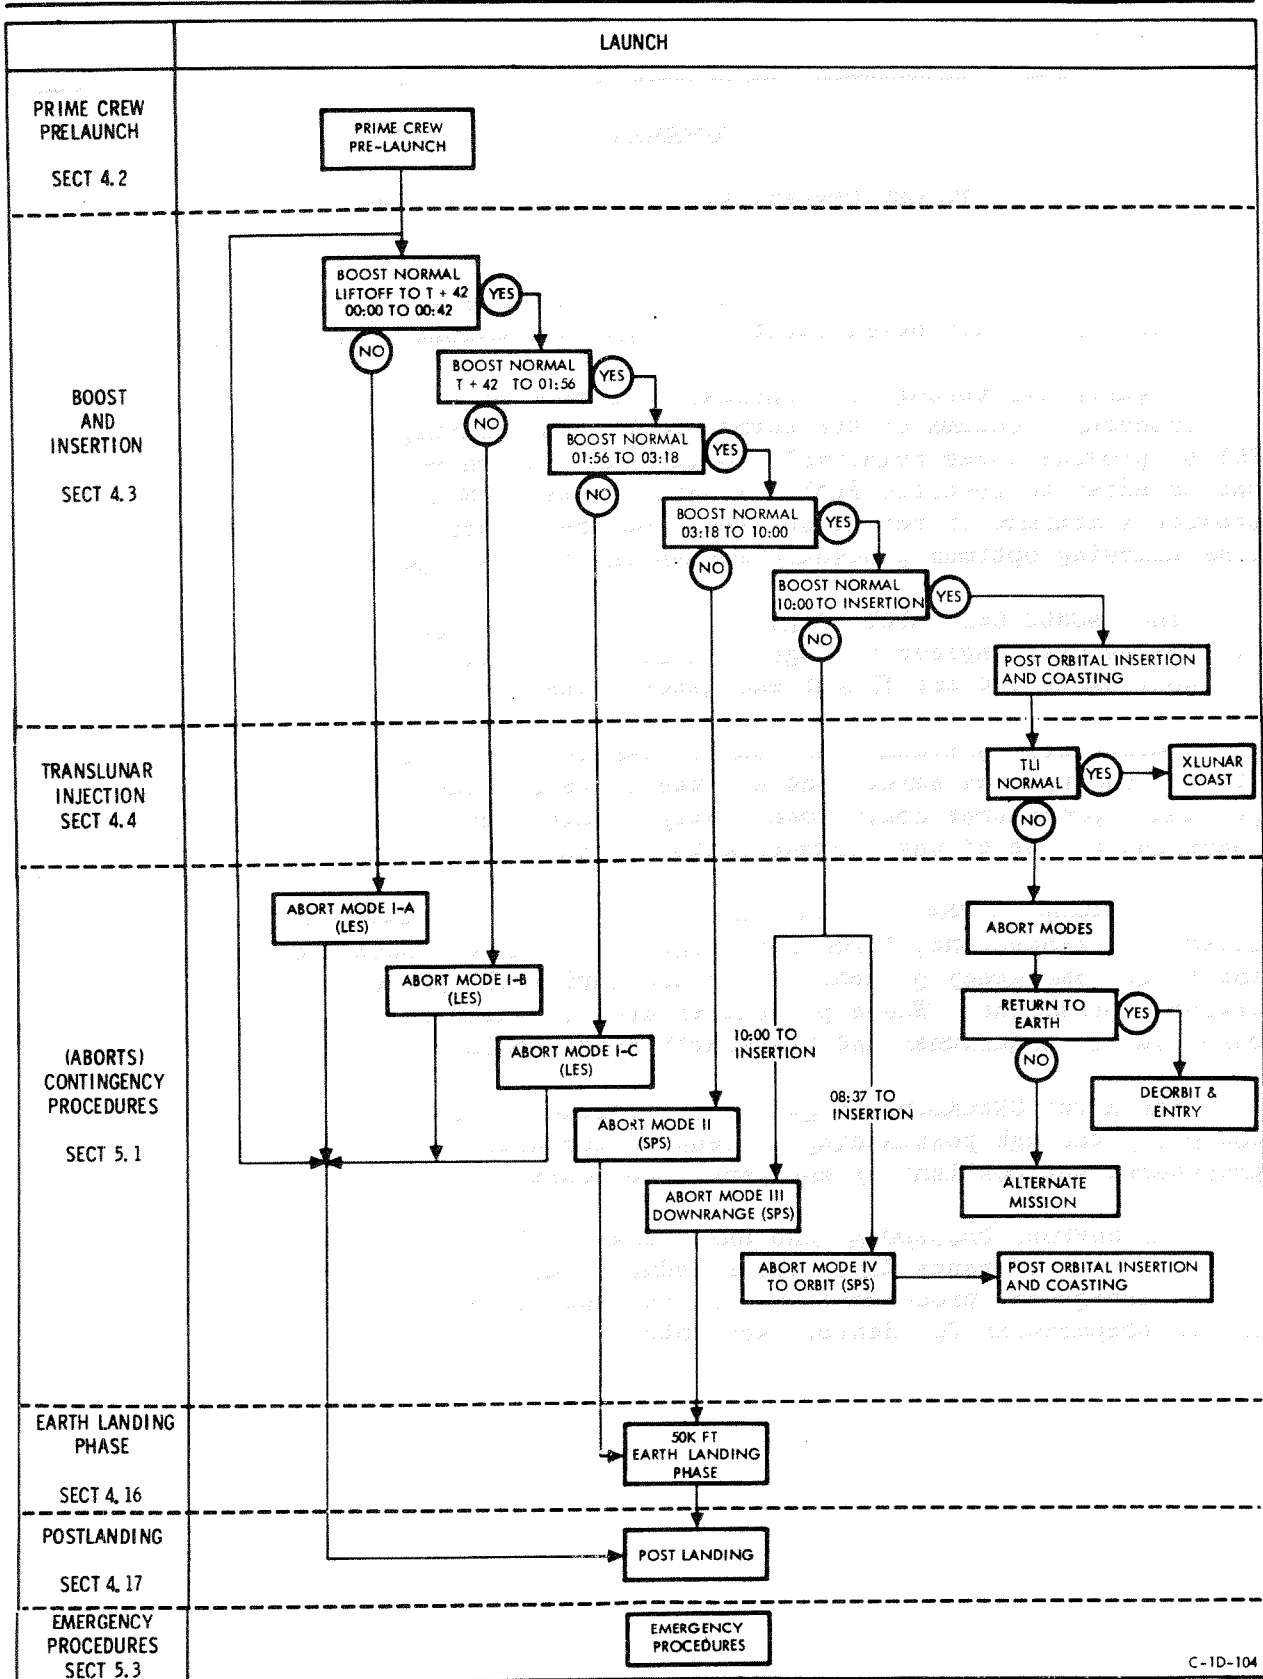 LAUNCH
PRIME CREW
PRELAUNCH
SECT 4.2
PRIME CREW
PRE-LAUNCH
BOOST
AND
INSERTION
SECT 4.3
BOOST NORMAL
LIFTOFF TO T + 42
00:00 TO 00:42
YES
NO
BOOST NORMAL
T + 42 TO 01:56
YES
NO
BOOST NORMAL
01:56 TO 03:18
YES
NO
BOOST NORMAL
03:18 TO 10:00
YES
NO
BOOST NORMAL
10:00 TO INSERTION
YES
NO
POST ORBITAL INSERTION
AND COASTING
TRANSLUNAR
INJECTION
SECT 4.4
TLI
NORMAL
YES
XLUNAR
COAST
NO
(ABORTS)
CONTINGENCY
PROCEDURES
SECT 5.1
ABORT MODE I-A
(LES)
ABORT MODES
ABORT MODE I-B
(LES)
RETURN TO
EARTH
YES
NO
10:00 TO
INSERTION
ABORT MODE I-C
(LES)
08:37 TO
INSERTION
DEORBIT &
ENTRY
ABORT MODE II
(SPS)
ABORT MODE III
DOWNRANGE (SPS)
ALTERNATE
MISSION
ABORT MODE IV
TO ORBIT (SPS)
POST ORBITAL INSERTION
AND COASTING
EARTH LANDING
PHASE
SECT 4.16
50K FT
EARTH LANDING
PHASE
POSTLANDING
SECT 4.17
POST LANDING
EMERGENCY
PROCEDURES
SECT 5.3
EMERGENCY
PROCEDURES
C-1D-104